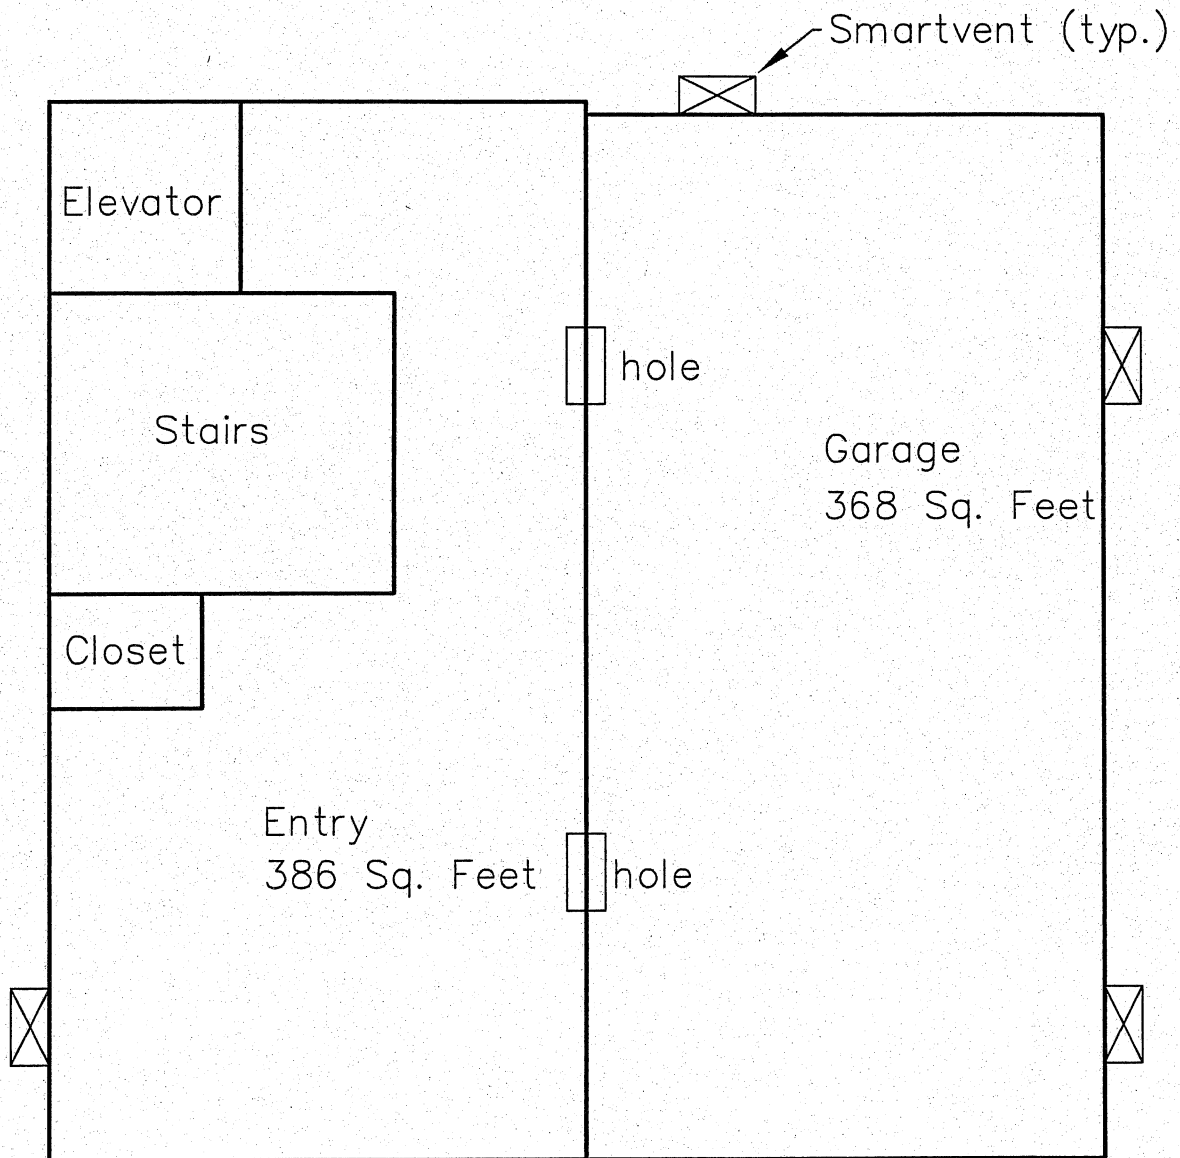 Smartvent (typ.)
Elevator
hole
Stairs
Garage
368 Sq. Feet
Closet
Entry
386 Sq. Feet
hole